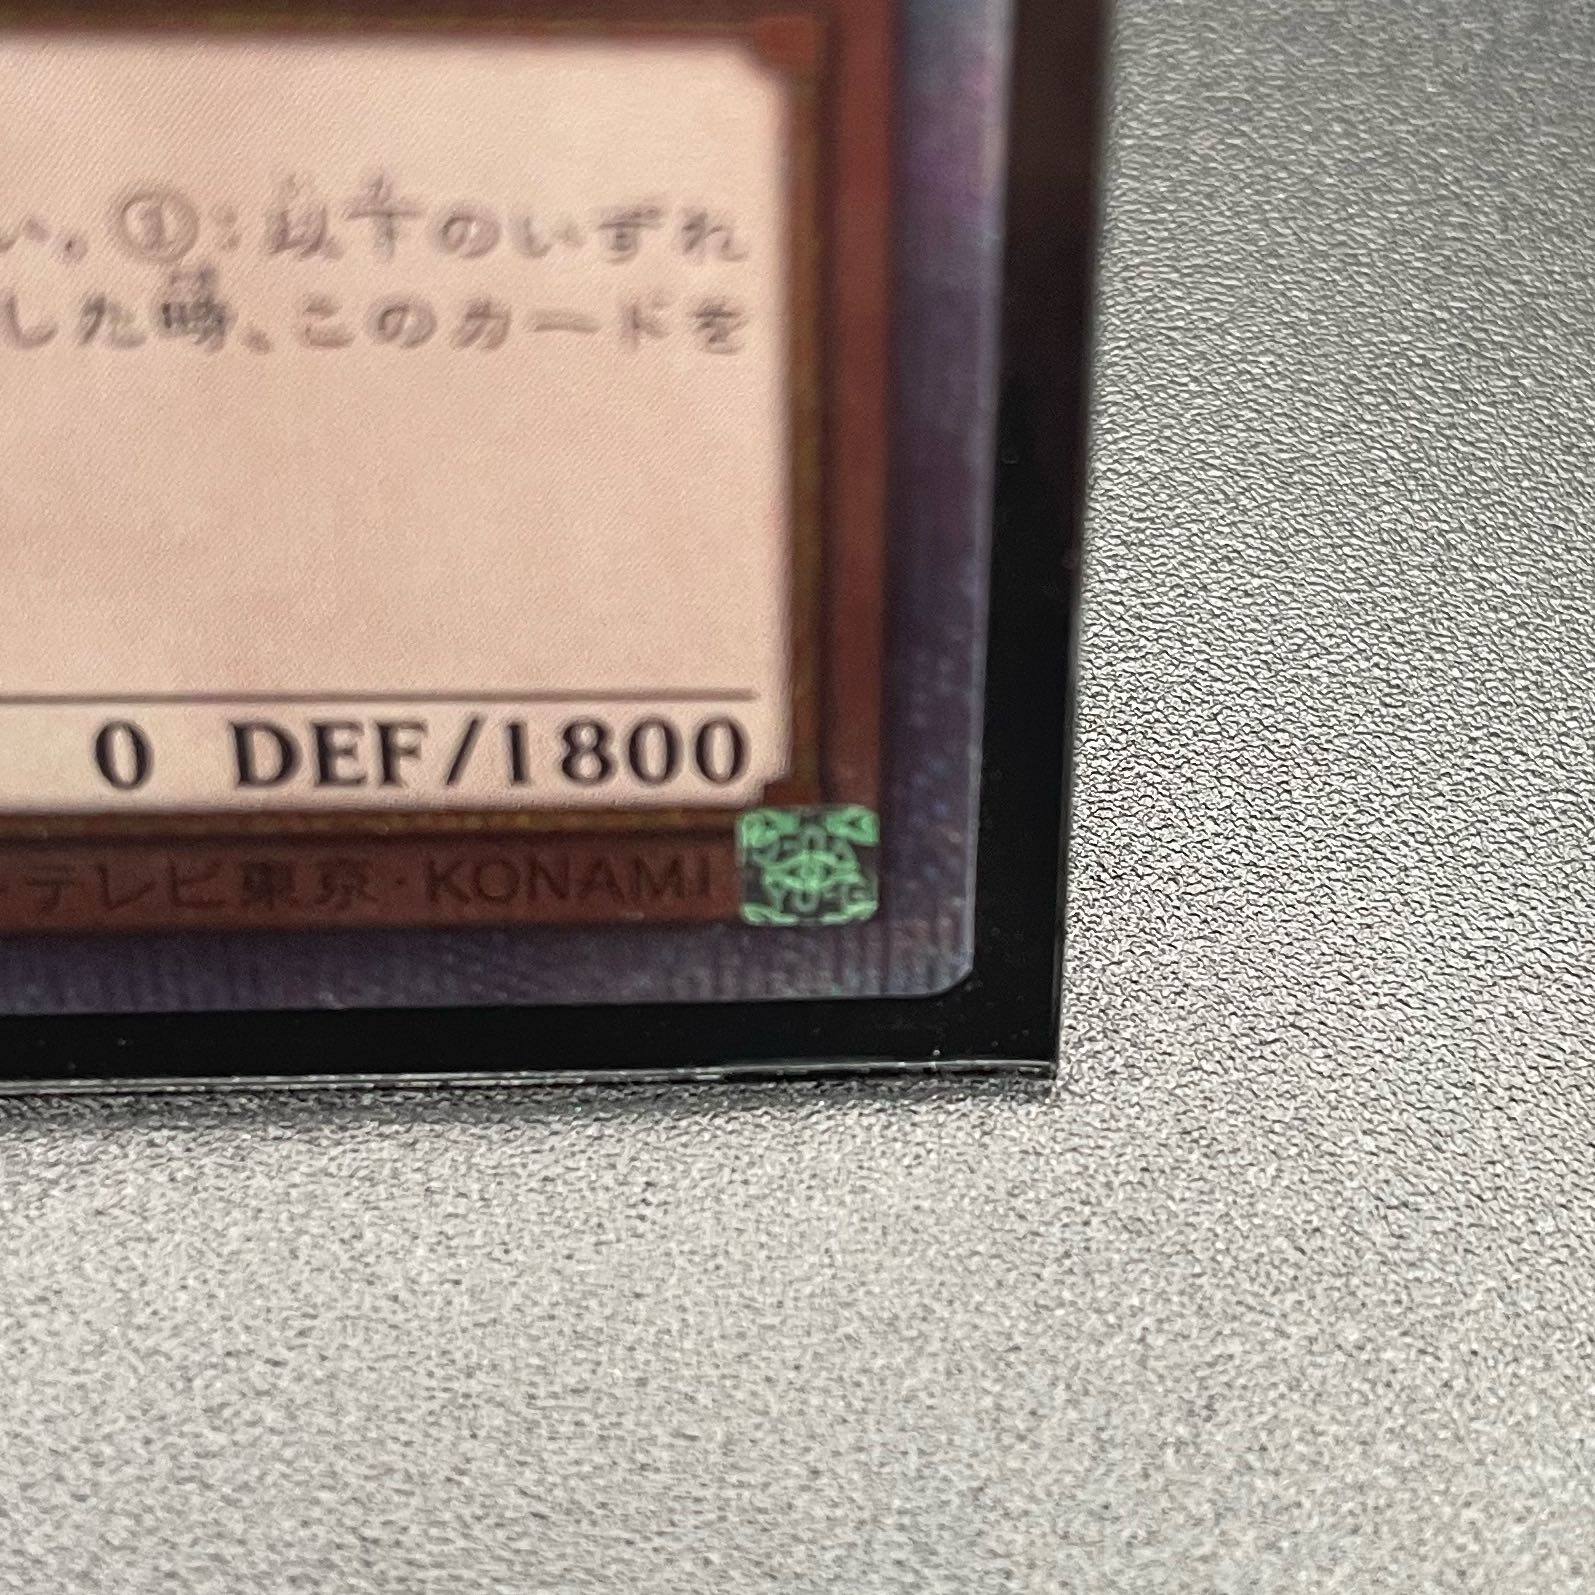 い。①：以下のいずれ
した時、このカードを
0 DEF/1800
テレビ東京・KONAMI